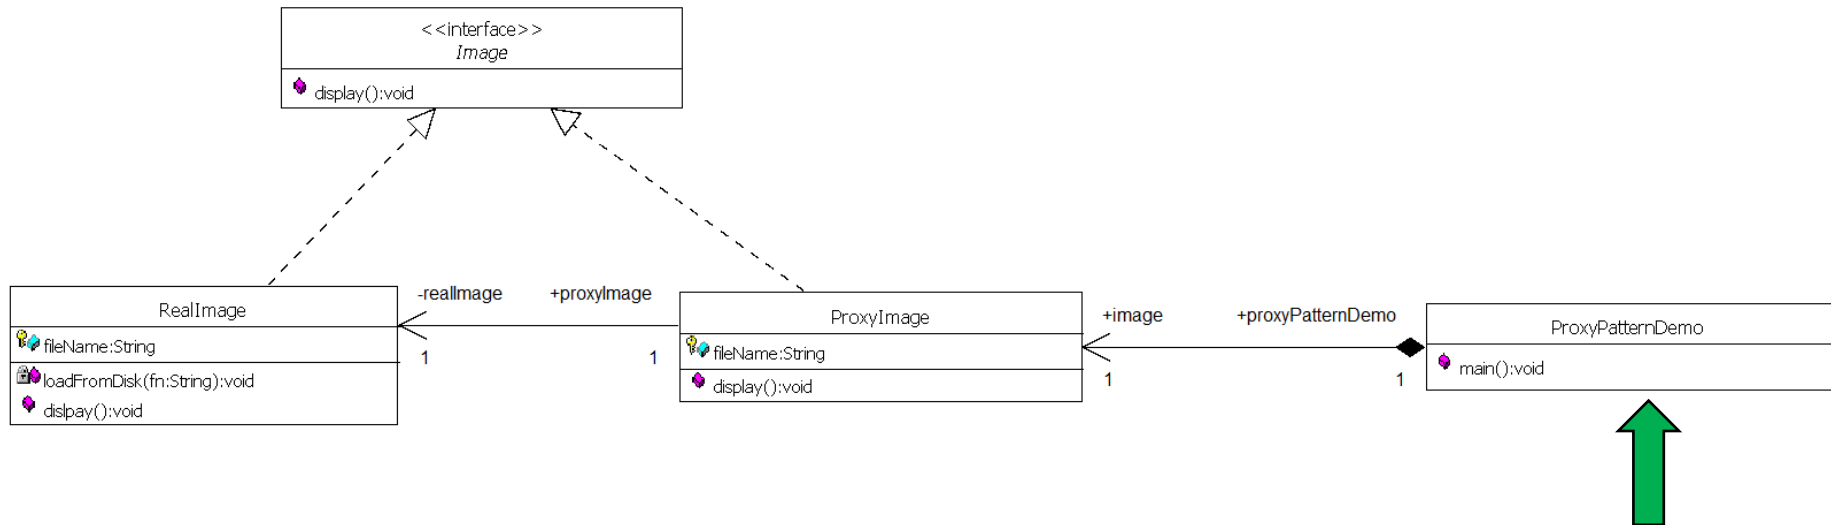 <<interface>>
Image
display():void
-realImage
+proxyImage
RealImage
fileName:String
loadFromDisk(fn:String):void
dislpay():void
1
1
ProxyImage
fileName:String
display():void
+image
+proxyPatternDemo
1
1
ProxyPatternDemo
main():void